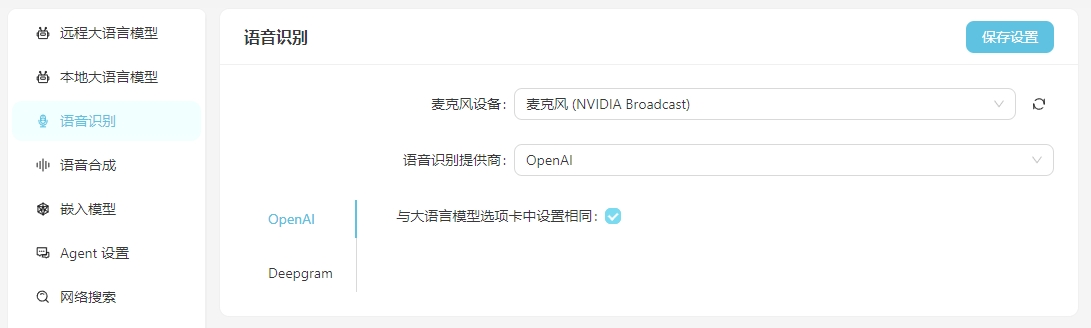 远程大语言模型
本地大语言模型
语音识别
语音合成
嵌入模型
Agent 设置
网络搜索
语音识别
保存设置
麦克风设备: 麦克风 (NVIDIA Broadcast)
语音识别提供商: OpenAI
OpenAI
Deepgram
与大语言模型选项卡中设置相同: